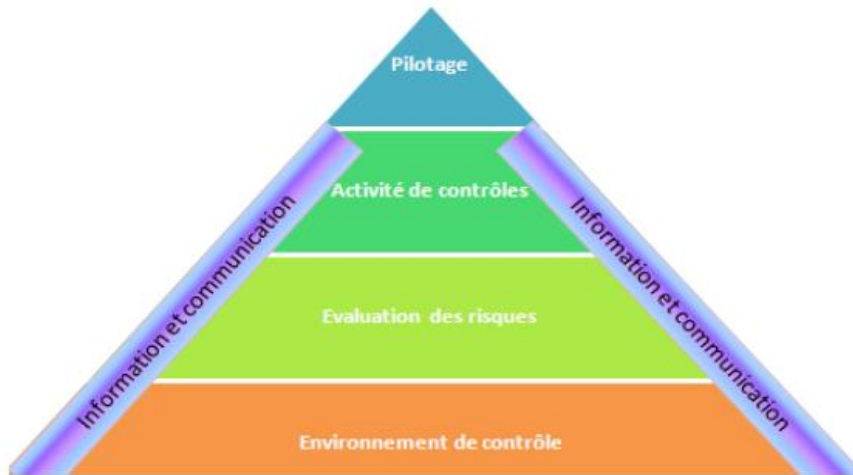 Pilotage
Activité de contrôles
Information et communication
Information et communication
Evaluation des risques
Environnement de contrôle